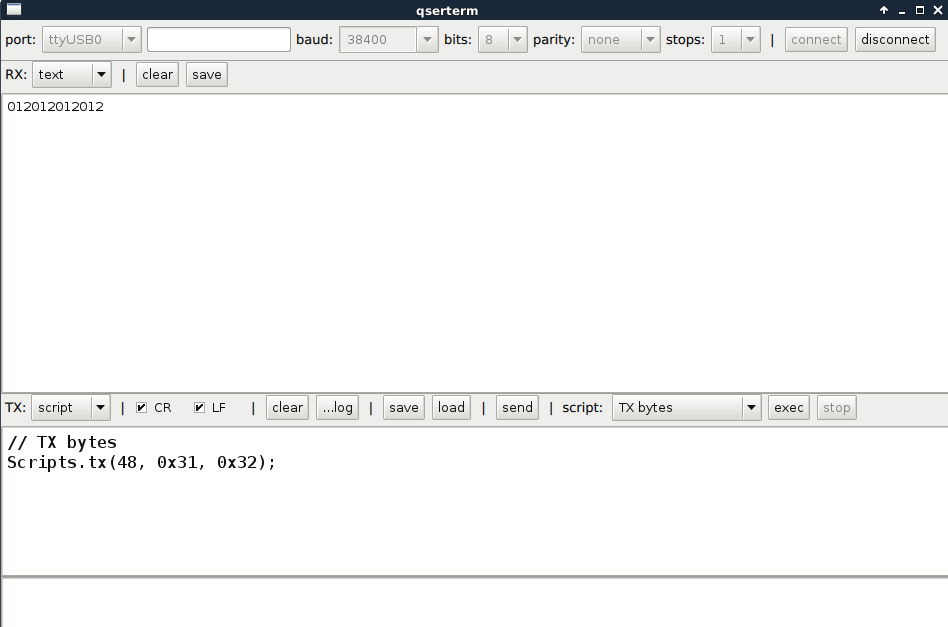 qserterm
port: ttyUSB0 baud: 38400 bits: 8 parity: none stops: 1 | connect disconnect
RX: text | clear save
012012012012
TX: script | CR LF | clear ...log | save load | send | script: TX bytes exec stop
// TX bytes
Scripts.tx(48, 0x31, 0x32);